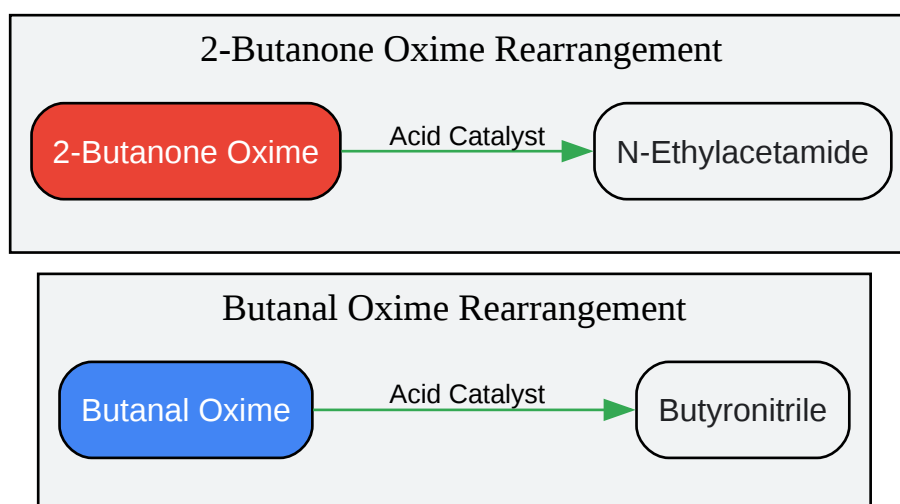 2-Butanone Oxime Rearrangement
2-Butanone Oxime
Acid Catalyst
N-Ethylacetamide
Butanal Oxime Rearrangement
Butanal Oxime
Acid Catalyst
Butyronitrile